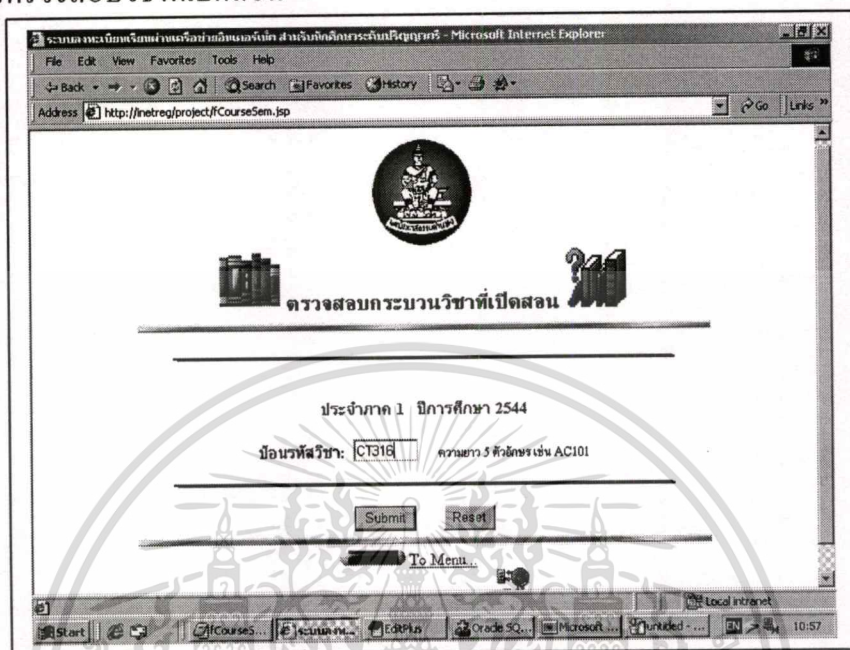 ระบบลงทะเบียนเรียนผ่านเครือข่ายอินเทอร์เน็ต สำหรับนักศึกษาระดับปริญญาตรี - Microsoft Internet Explorer
File Edit View Favorites Tools Help
Back Search Favorites History
Address http://inetreg/project/fCourseSem.jsp Go Links »
ตรวจสอบกระบวนวิชาที่เปิดสอน
ประจำภาค 1 ปีการศึกษา 2544
ป้อนรหัสวิชา: CT316 ความยาว 5 ตัวอักษร เช่น AC101
Submit Reset
To Menu..
Local intranet
Start fCourseS... EditPlus Oracle SQ... Microsoft ... untitled - ... EN 10:57